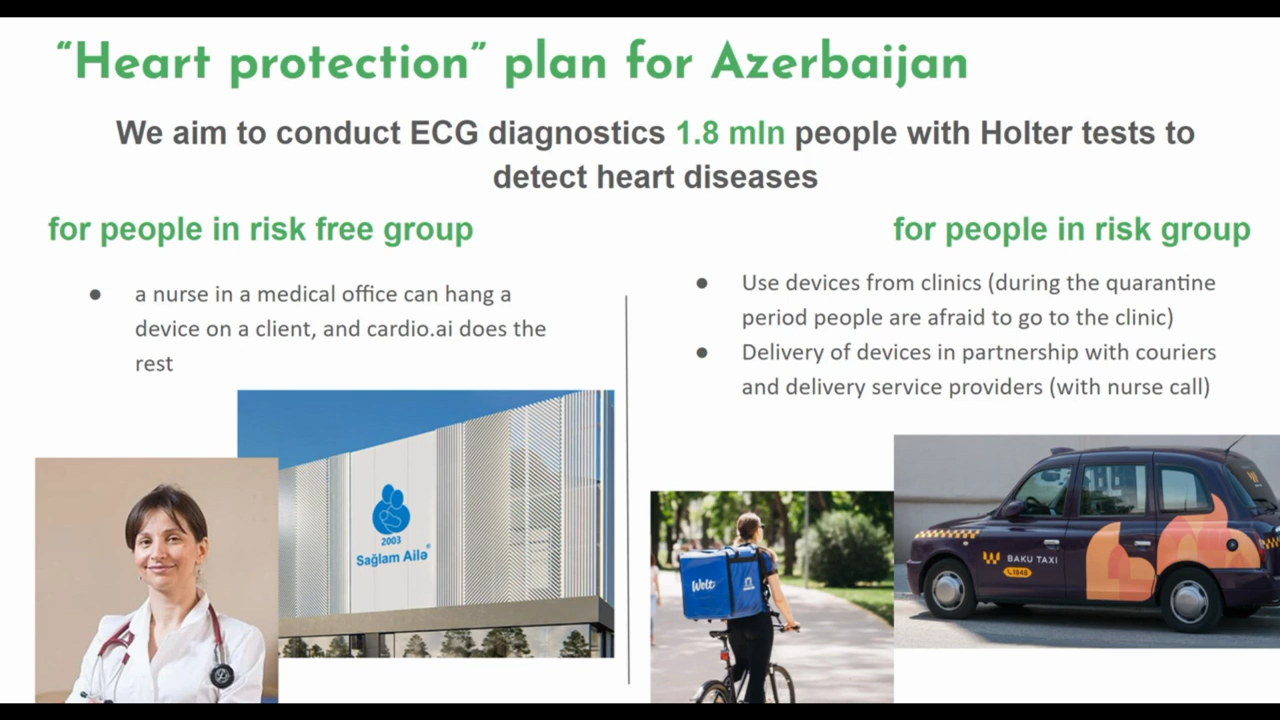 “Heart protection” plan for Azerbaijan
We aim to conduct ECG diagnostics 1.8 mln people with Holter tests to
detect heart diseases
for people in risk free group
● a nurse in a medical office can hang a
device on a client, and cardio.ai does the
rest
for people in risk group
● Use devices from clinics (during the quarantine
period people are afraid to go to the clinic)
● Delivery of devices in partnership with couriers
and delivery service providers (with nurse call)
2003
Sağlam Ailə
Wolt
BAKU TAXI
1848